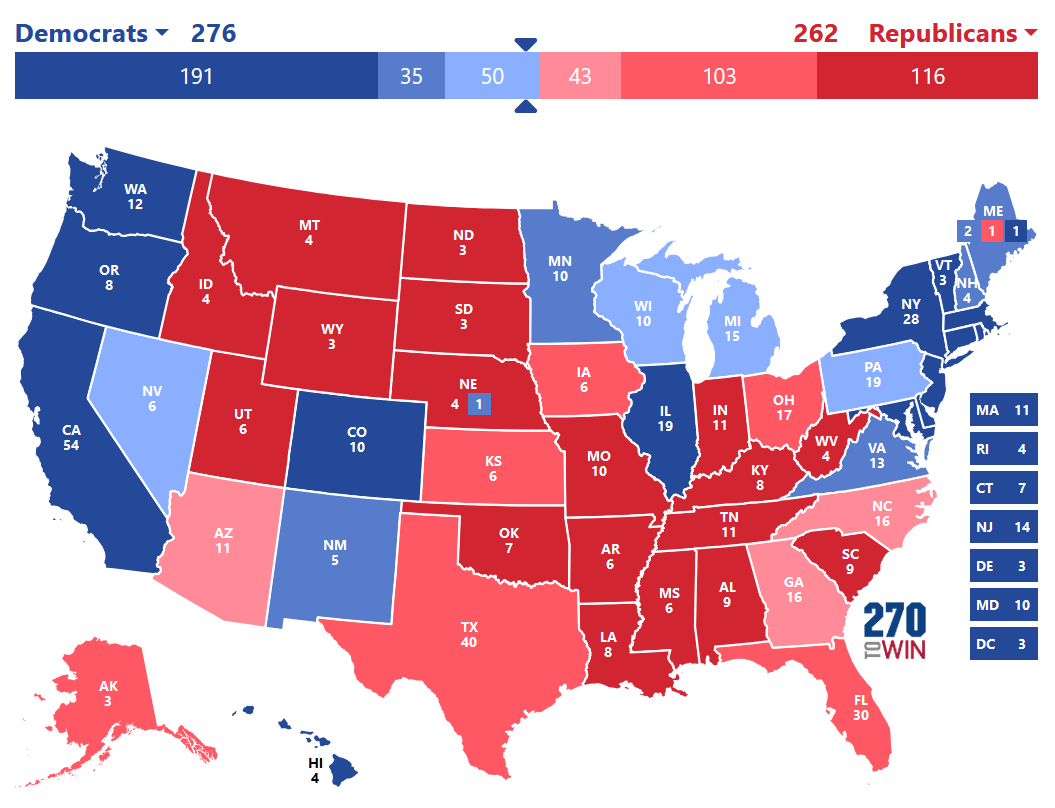 Democrats 276
262 Republicans
191 35 50 43 103 116
WA
12
OR
8
CA
54
NV
6
ID
4
MT
4
WY
3
UT
6
AZ
11
CO
10
NM
5
ND
3
SD
3
NE
4 1
KS
6
OK
7
TX
40
MN
10
IA
6
MO
10
AR
6
LA
8
WI
10
IL
19
MI
15
IN
11
OH
17
KY
8
TN
11
MS
6
AL
9
GA
16
FL
30
SC
9
NC
16
VA
13
WV
4
PA
19
NY
28
VT
3
NH
4
ME
2 1 1
MA 11
RI 4
CT 7
NJ 14
DE 3
MD 10
DC 3
AK
3
HI
4
270
TO WIN